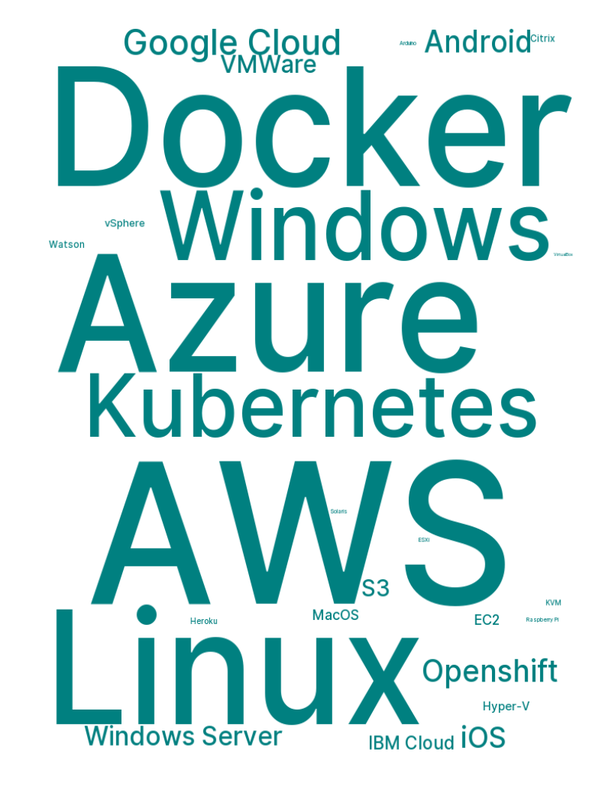 Google Cloud
Arduino
Android
Citrix
VMWare
Docker
Windows
vSphere
Watson
VirtualBox
Azure
Kubernetes
AWS
Solaris
ESXi
S3
KVM
MacOS
EC2
Raspberry Pi
Heroku
Linux
Openshift
Hyper-V
Windows Server
IBM Cloud
iOS